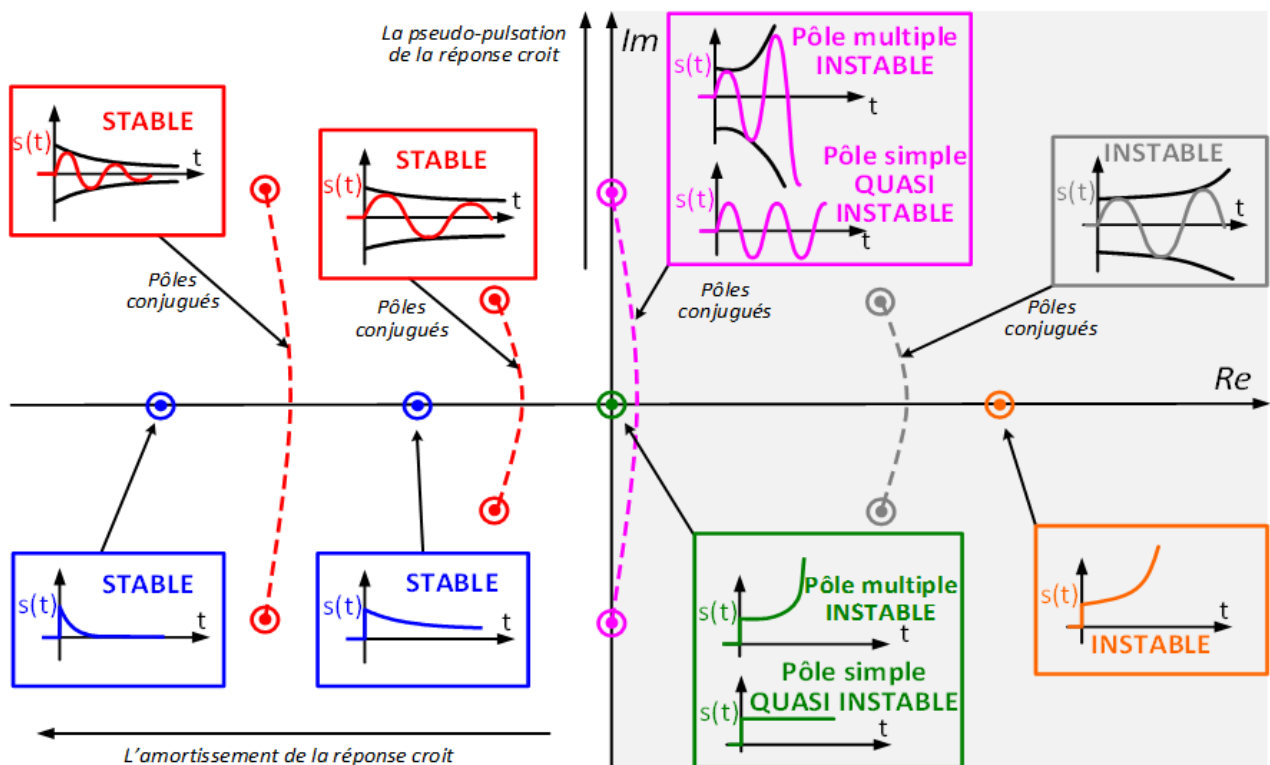 La pseudo-pulsation
de la réponse croit
Im
Pôle multiple
INSTABLE
s(t)
t
Pôle simple
QUASI
INSTABLE
s(t)
t
STABLE
s(t)
t
STABLE
s(t)
t
INSTABLE
s(t)
t
Pôles
conjugués
Pôles
conjugués
Pôles
conjugués
Pôles
conjugués
Re
STABLE
s(t)
t
STABLE
s(t)
t
Pôle multiple
INSTABLE
s(t)
t
Pôle simple
QUASI INSTABLE
s(t)
t
s(t)
t
INSTABLE
L'amortissement de la réponse croit